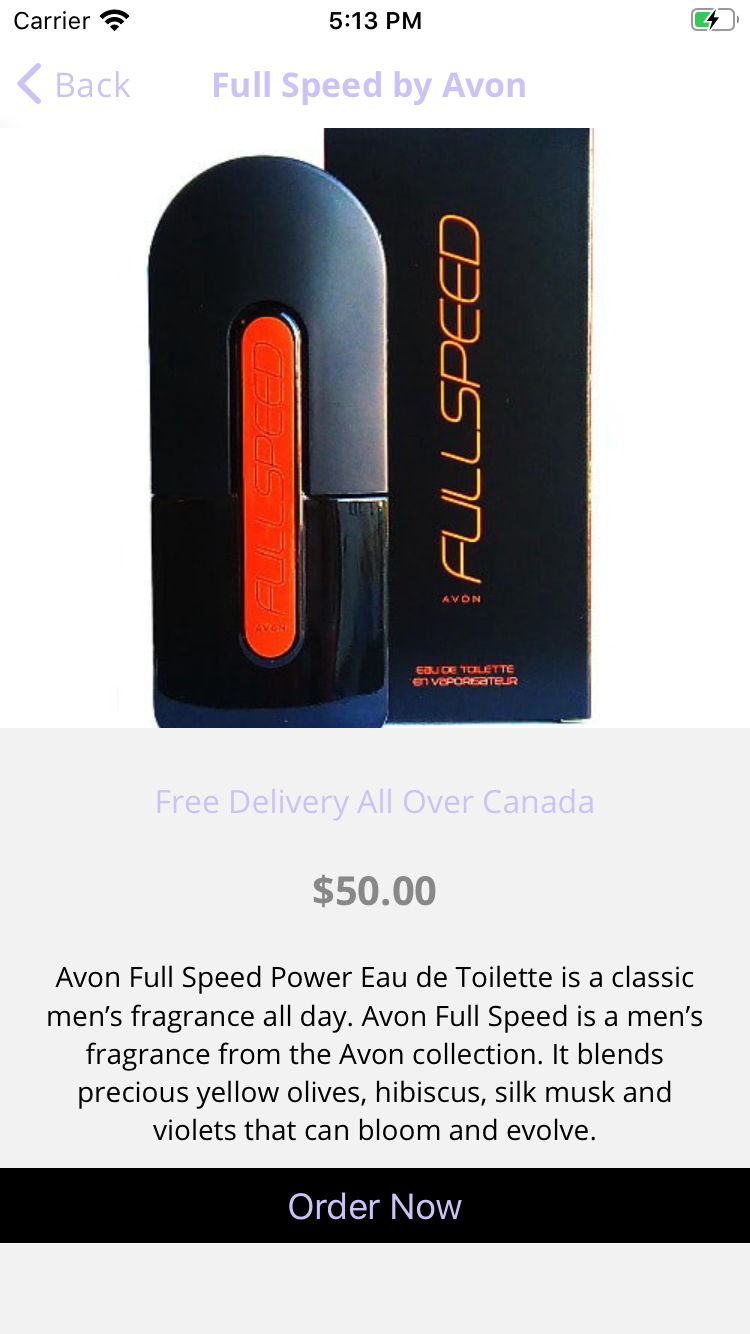 Carrier
5:13 PM
Back
Full Speed by Avon
FULL SPEED
AVON
FULLSPEED
AVON
EAU DE TOILETTE
EN VAPORISATEUR
Free Delivery All Over Canada
$50.00
Avon Full Speed Power Eau de Toilette is a classic
men’s fragrance all day. Avon Full Speed is a men’s
fragrance from the Avon collection. It blends
precious yellow olives, hibiscus, silk musk and
violets that can bloom and evolve.
Order Now